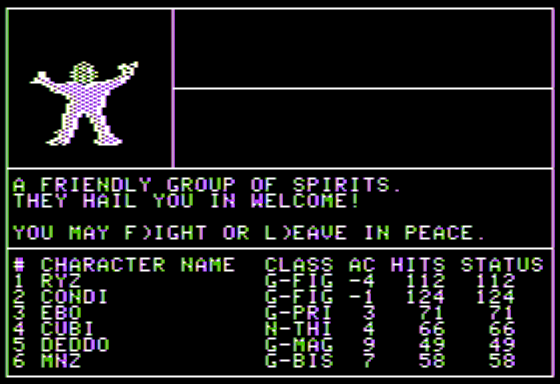 A FRIENDLY GROUP OF SPIRITS.
THEY HAIL YOU IN WELCOME!
YOU MAY F)IGHT OR L)EAVE IN PEACE.
# CHARACTER NAME CLASS AC HITS STATUS
1 RYZ G-FIG -4 112 112
2 CONDI G-FIG -1 124 124
3 EBO G-PRI 3 71 71
4 CUBI N-THI 4 66 66
5 DEDDO G-MAG 9 49 49
6 MNZ G-BIS 7 58 58